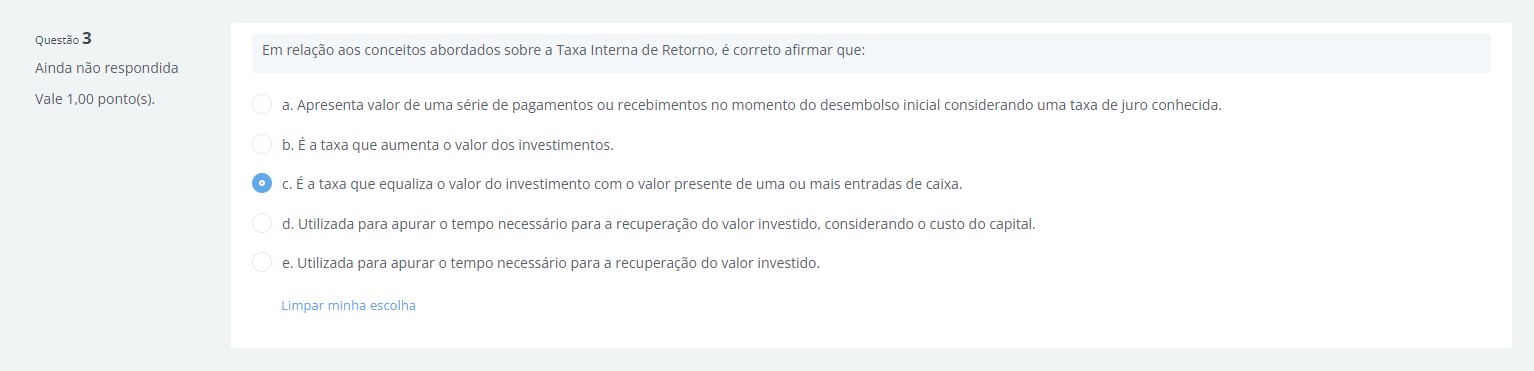 Questão 3
Ainda não respondida
Vale 1,00 ponto(s).
Em relação aos conceitos abordados sobre a Taxa Interna de Retorno, é correto afirmar que:
a. Apresenta valor de uma série de pagamentos ou recebimentos no momento do desembolso inicial considerando uma taxa de juro conhecida.
b. É a taxa que aumenta o valor dos investimentos.
c. É a taxa que equaliza o valor do investimento com o valor presente de uma ou mais entradas de caixa.
d. Utilizada para apurar o tempo necessário para a recuperação do valor investido, considerando o custo do capital.
e. Utilizada para apurar o tempo necessário para a recuperação do valor investido.
Limpar minha escolha